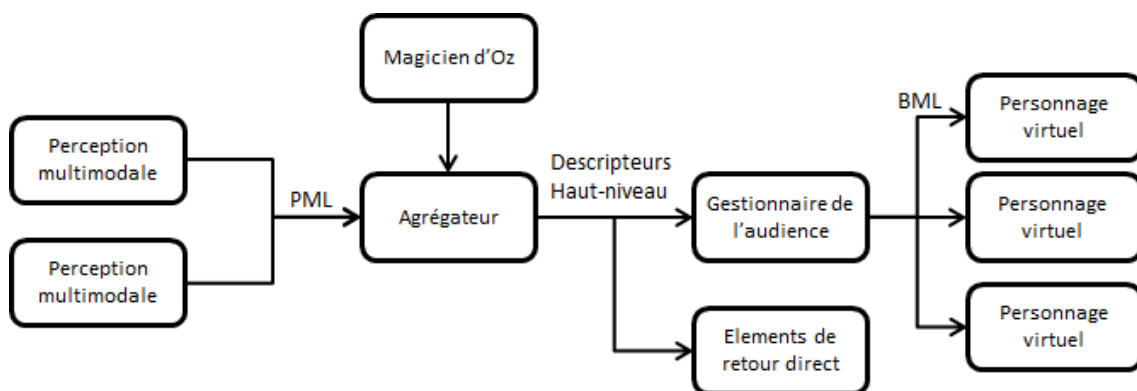 Magicien d'Oz
Perception
multimodale
Perception
multimodale
PML
Agrégateur
Descripteurs
Haut-niveau
Gestionnaire de
l'audience
Elements de
retour direct
BML
Personnage
virtuel
Personnage
virtuel
Personnage
virtuel